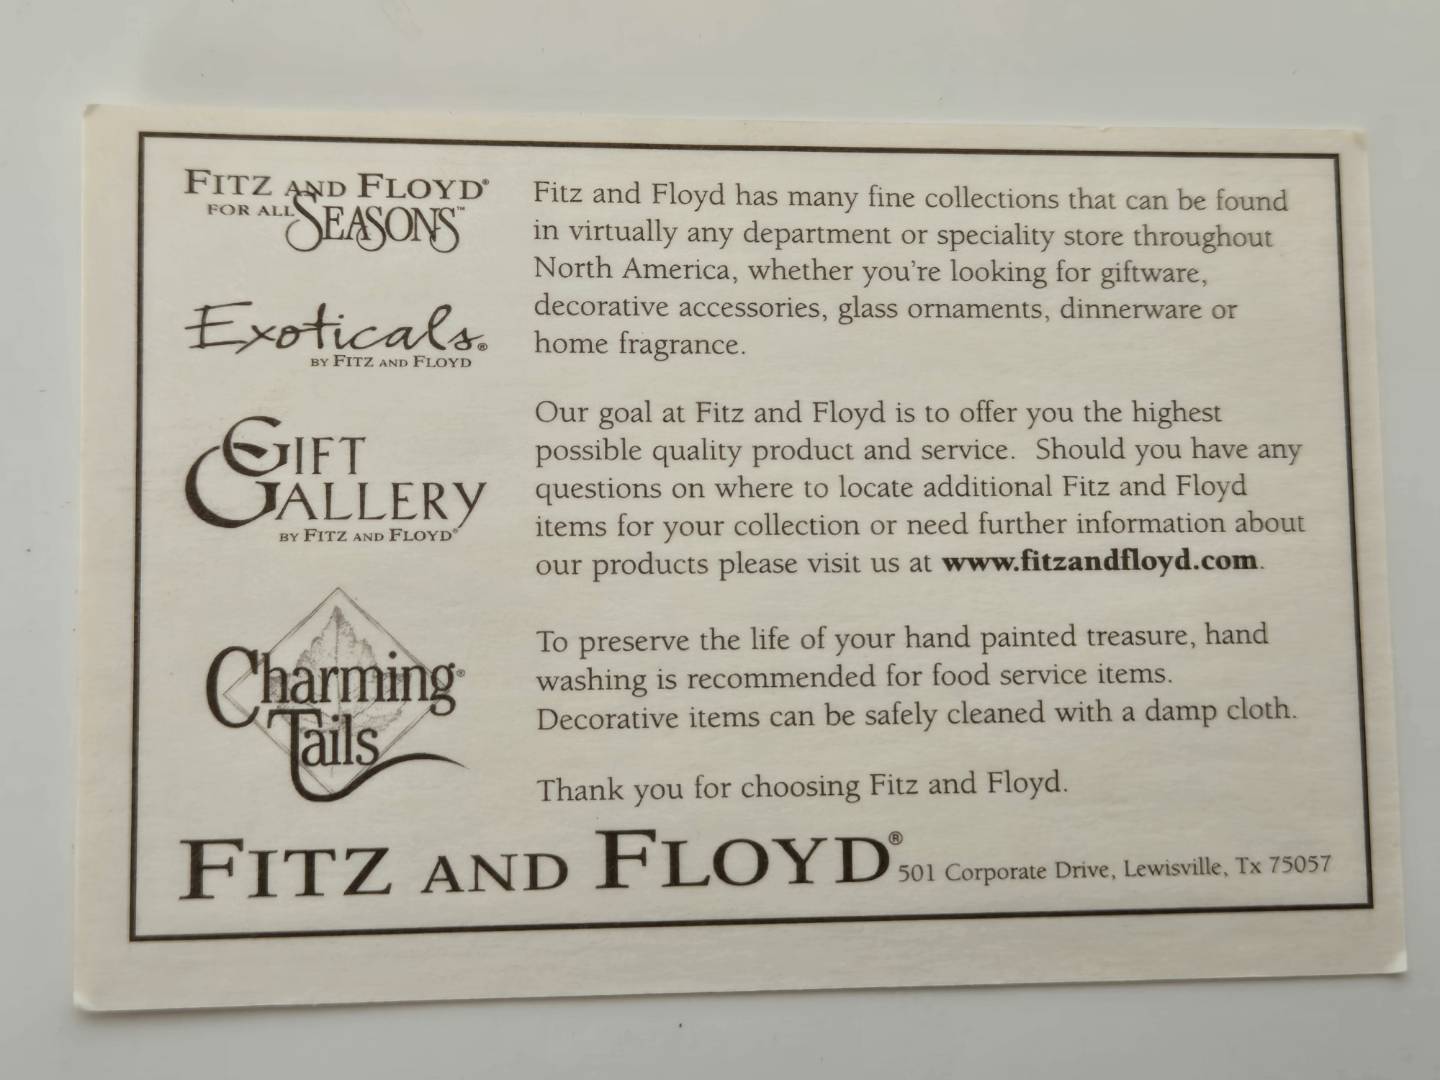 FITZ AND FLOYD®
FOR ALL SEASONS™
Exoticals®
BY FITZ AND FLOYD
GIFT
GALLERY
BY FITZ AND FLOYD®
Charming®
Tails
Fitz and Floyd has many fine collections that can be found
in virtually any department or speciality store throughout
North America, whether you're looking for giftware,
decorative accessories, glass ornaments, dinnerware or
home fragrance.
Our goal at Fitz and Floyd is to offer you the highest
possible quality product and service.  Should you have any
questions on where to locate additional Fitz and Floyd
items for your collection or need further information about
our products please visit us at www.fitzandfloyd.com.
To preserve the life of your hand painted treasure, hand
washing is recommended for food service items.
Decorative items can be safely cleaned with a damp cloth.
Thank you for choosing Fitz and Floyd.
FITZ AND FLOYD® 501 Corporate Drive, Lewisville, Tx 75057